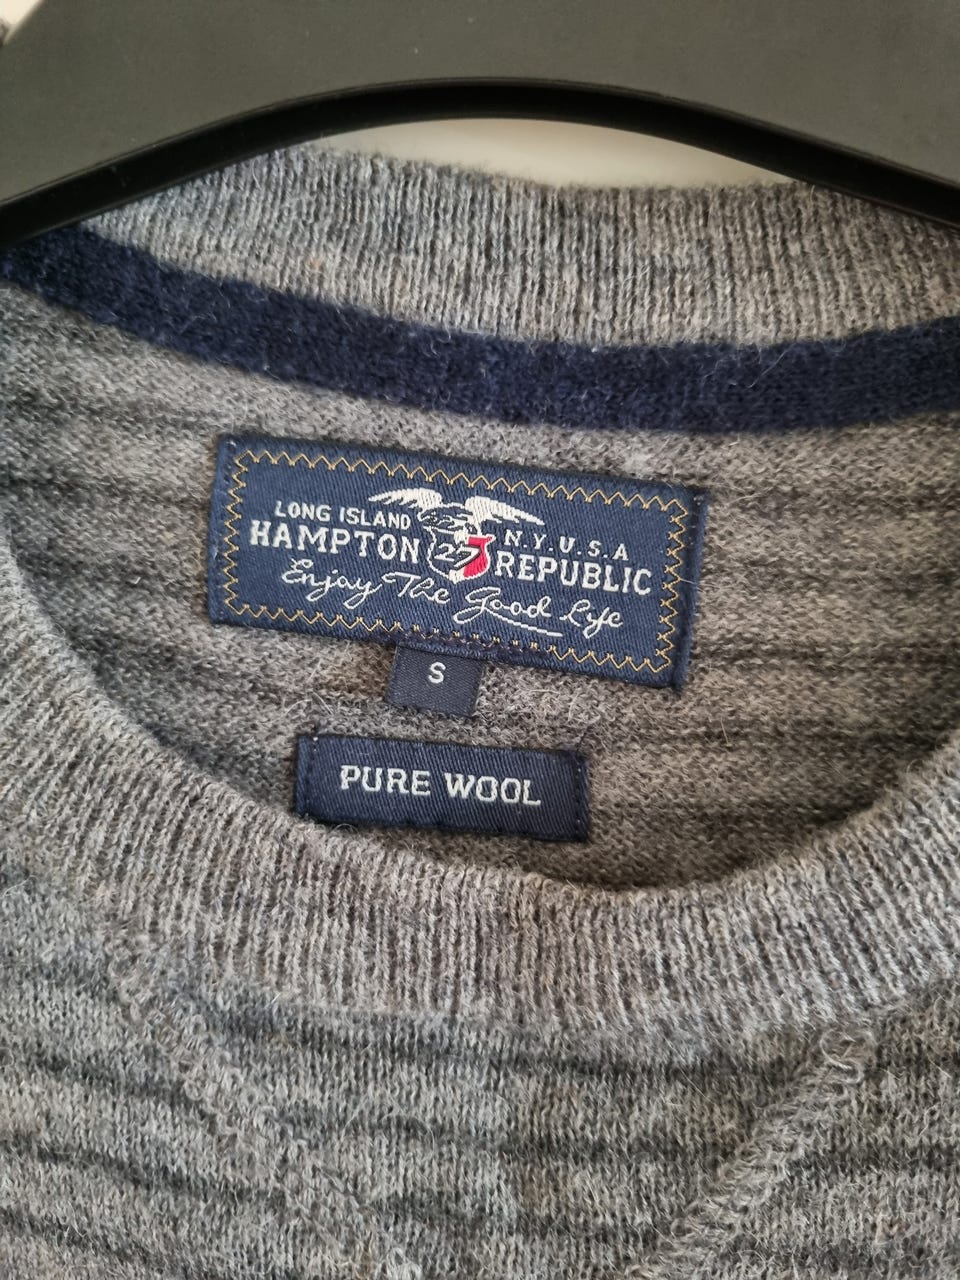 LONG ISLAND N.Y.U.S.A
HAMPTON 27 REPUBLIC
Enjoy The Good Life
S
PURE WOOL